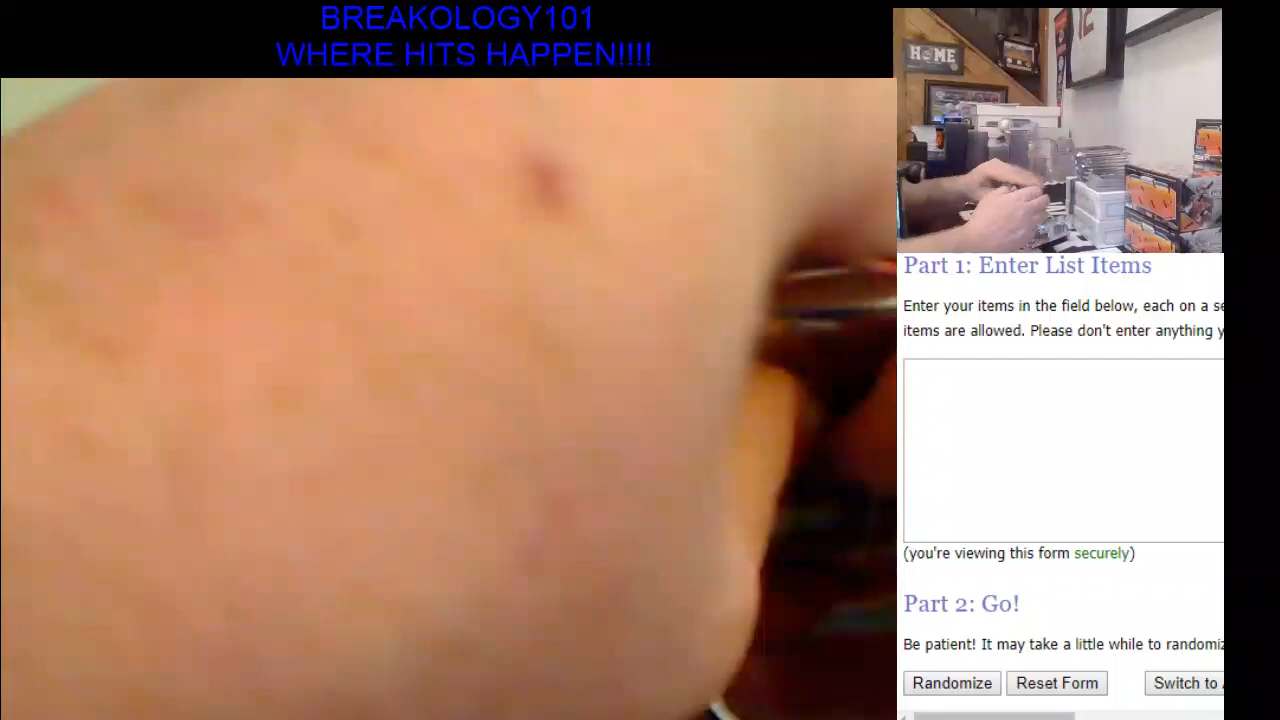 BREAKOLOGY101
WHERE HITS HAPPEN!!!!
HOME
12
Part 1: Enter List Items
Enter your items in the field below, each on a se
items are allowed. Please don't enter anything y
(you're viewing this form securely)
Part 2: Go!
Be patient! It may take a little while to randomiz
Randomize
Reset Form
Switch to